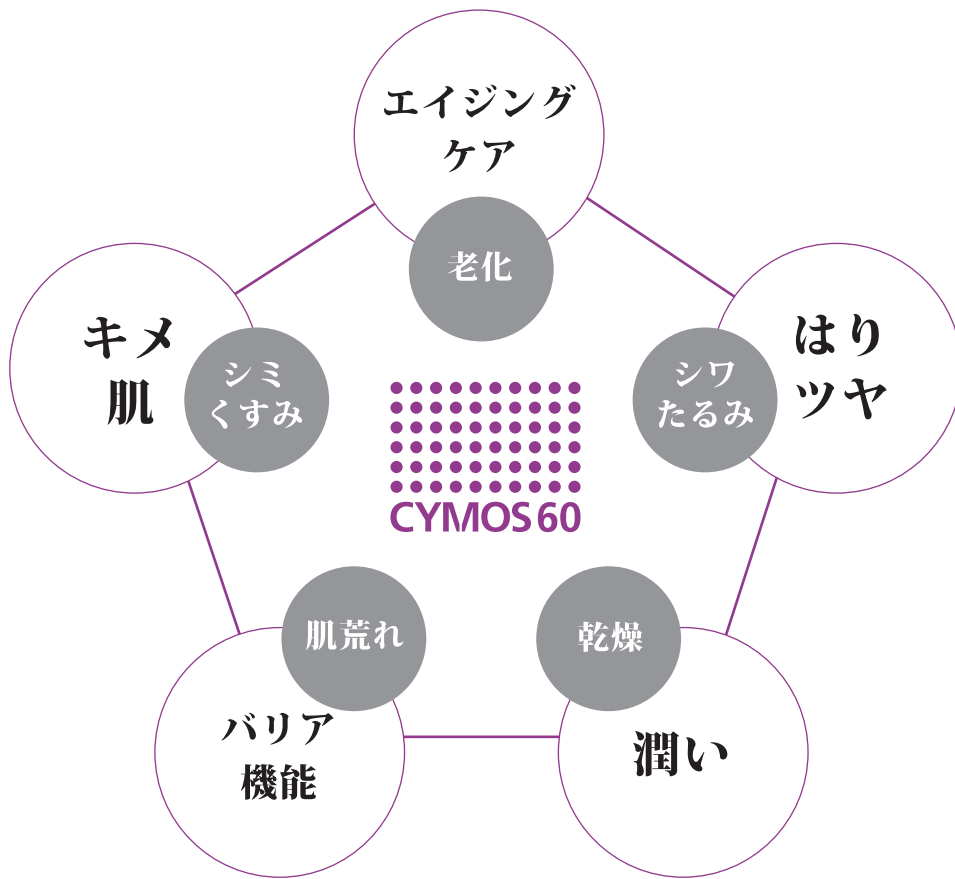 エイジング
ケア
老化
はり
ツヤ
シワ
たるみ
潤い
乾燥
バリア
機能
肌荒れ
キメ
肌
シミ
くすみ
CYMOS60